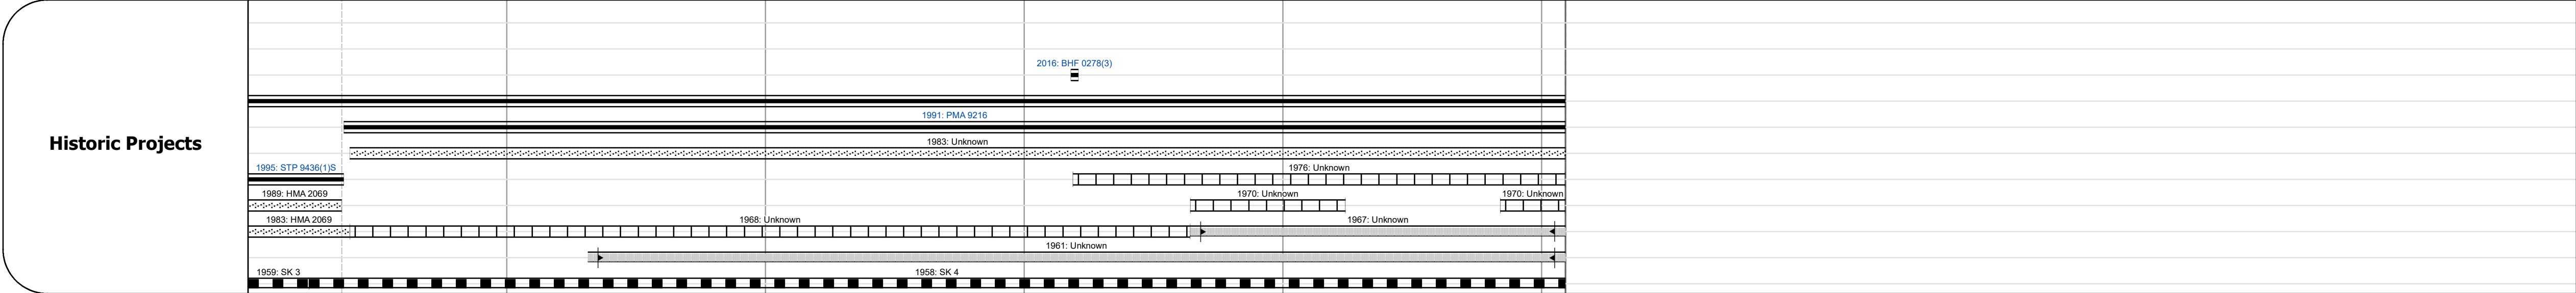 2016: BHF 0278(3)
1991: PMA 9216
Historic Projects
1983: Unknown
1995: STP 9436(1)S
1976: Unknown
1989: HMA 2069
1970: Unknown
1970: Unknown
1983: HMA 2069
1968: Unknown
1967: Unknown
1961: Unknown
1959: SK 3
1958: SK 4